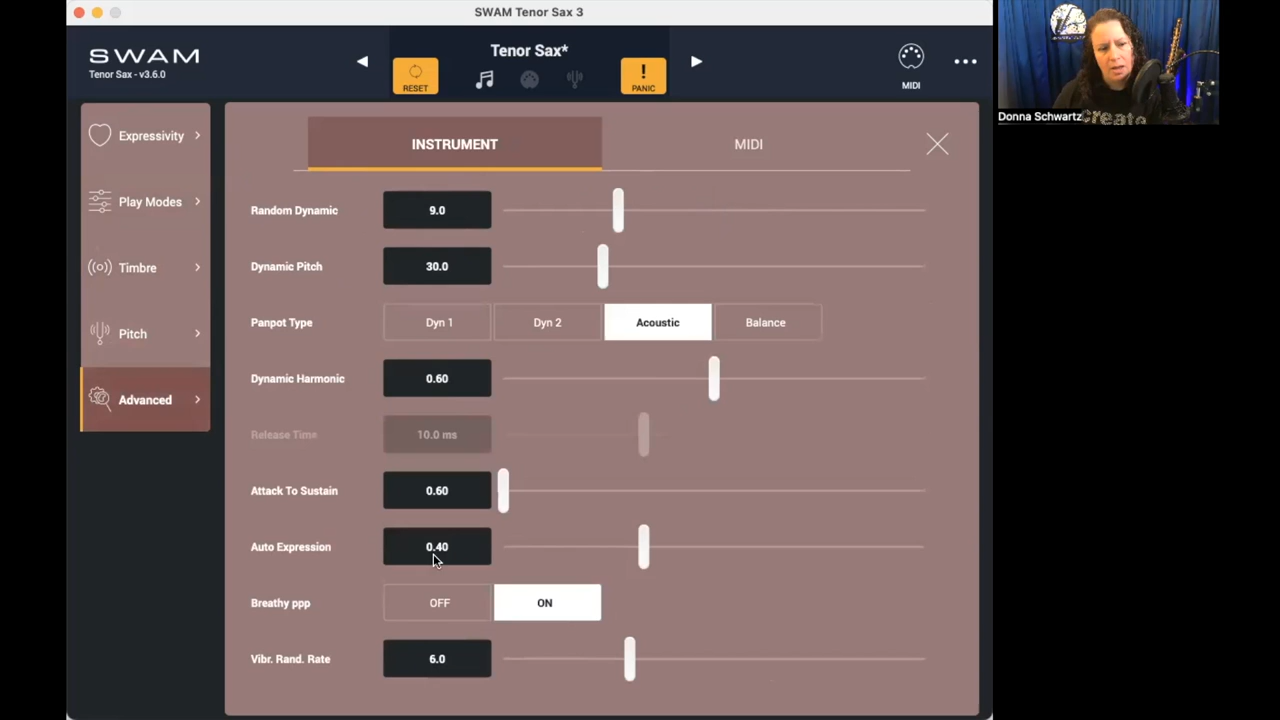 SWAM Tenor Sax 3
SWAM
Tenor Sax - v3.6.0
Tenor Sax*
RESET
PANIC
MIDI
Expressivity
Play Modes
Timbre
Pitch
Advanced
INSTRUMENT
MIDI
Random Dynamic
9.0
Dynamic Pitch
30.0
Panpot Type
Dyn 1
Dyn 2
Acoustic
Balance
Dynamic Harmonic
0.60
Release Time
10.0 ms
Attack To Sustain
0.60
Auto Expression
0.40
Breathy ppp
OFF
ON
Vibr. Rand. Rate
6.0
Donna Schwartz
Create